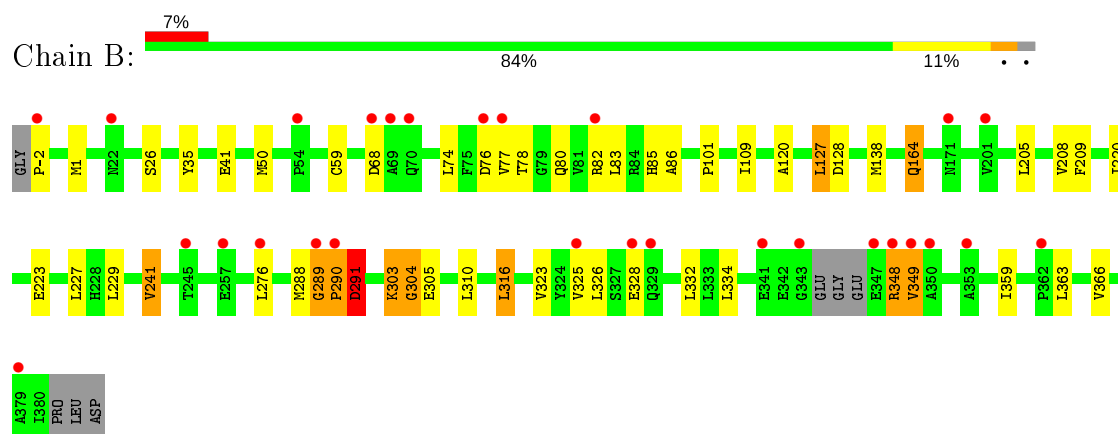 7%
Chain B:
84% 11% • •
GLY P-2 M1 N22 S26 Y35 E41 M50 P54 C59 D68 A69 Q70 L74 F75 D76 V77 T78 G79 Q80 V81 R82 L83 R84 H85 A86 P101 I109 A120 L127 D128 M138 Q164 N171 V201 L205 V208 F209
E223 L227 H228 L229 V241 T245 E257 L276 M288 G289 P290 D291 K303 G304 E305 L310 L316 V323 Y324 V325 L326 S327 E328 Q329 L332 L333 L334 E341 E342 G343 GLU GLY GLU E347 R348 V349 A350 A353 I359 P362 L363 V366
A379 I380 PRO LEU ASP